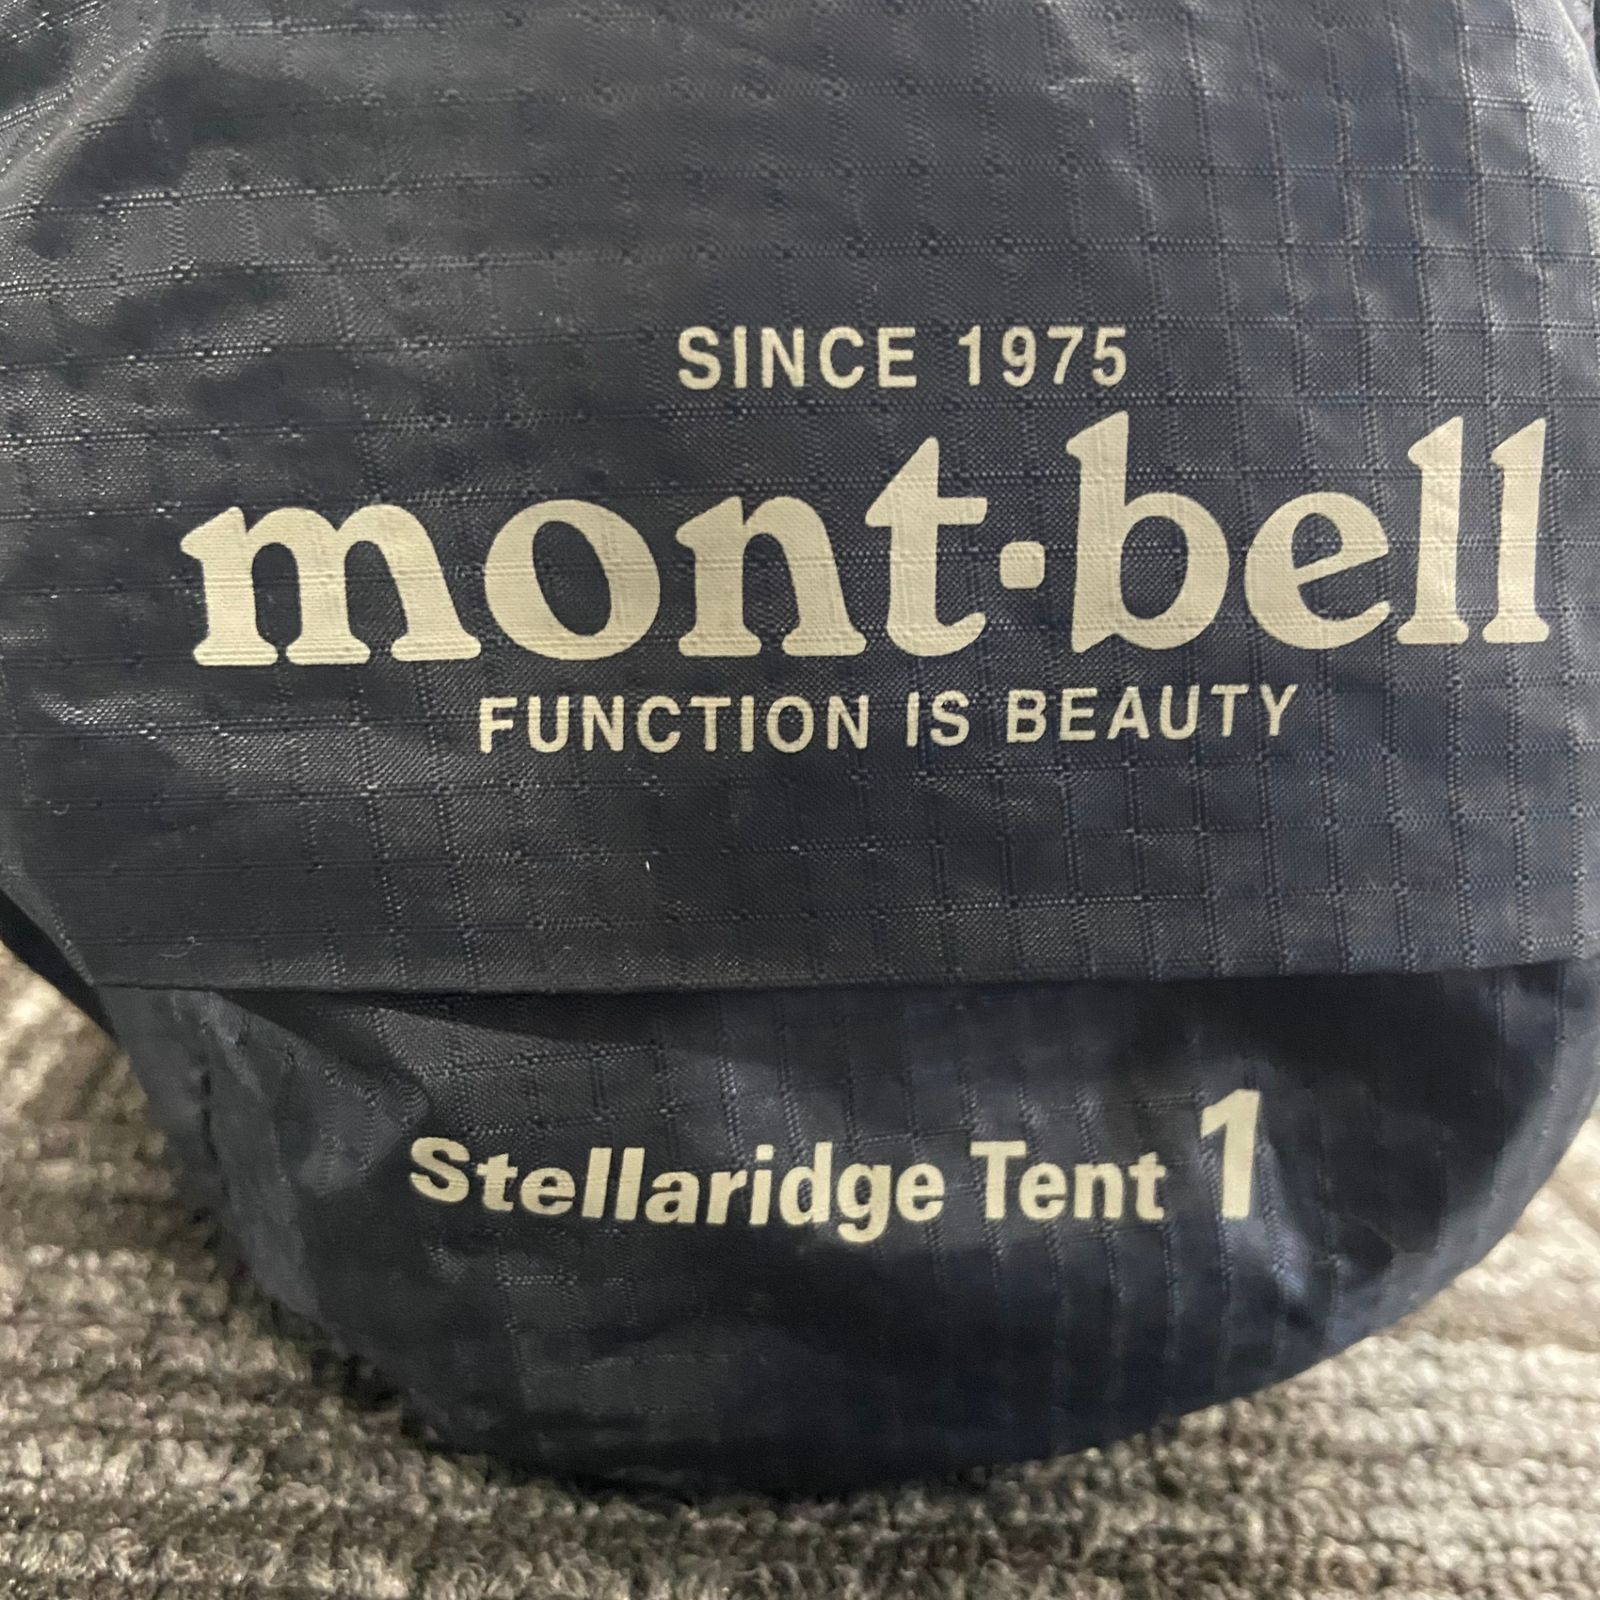 SINCE 1975
mont·bell
FUNCTION IS BEAUTY
Stellaridge Tent 1